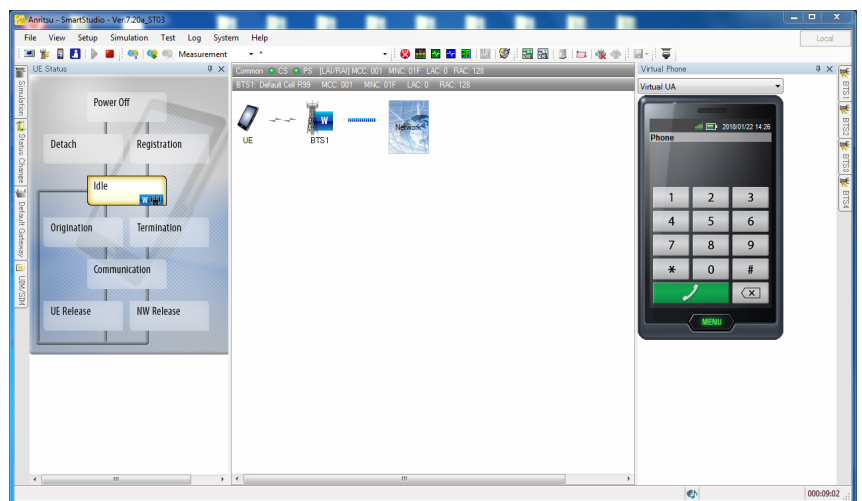 Anritsu - SmartStudio - Ver.7.20a_ST03
File View Setup Simulation Test Log System Help
Local
Measurement - *
UE Status
Simulation
Status Change
Default Gateway
UIM/SIM
Power Off
Detach
Registration
Idle
W
Origination
Termination
Communication
UE Release
NW Release
Common CS PS [LAI/RAI] MCC: 001 MNC: 01F LAC: 0 RAC: 128
BTS1: Default Cell R99 MCC: 001 MNC: 01F LAC: 0 RAC: 128
UE
W
BTS1
Network
Virtual Phone
Virtual UA
2018/01/22 14:26
Phone
1 2 3
4 5 6
7 8 9
* 0 #
MENU
BTS1
BTS2
BTS3
BTS4
000:09:02